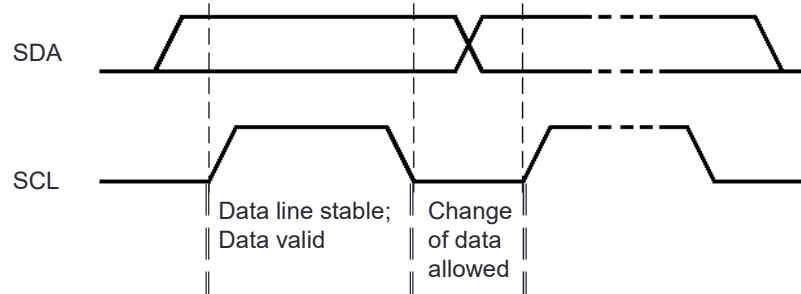 SDA
SCL
Data line stable;
Data valid
Change
of data
allowed